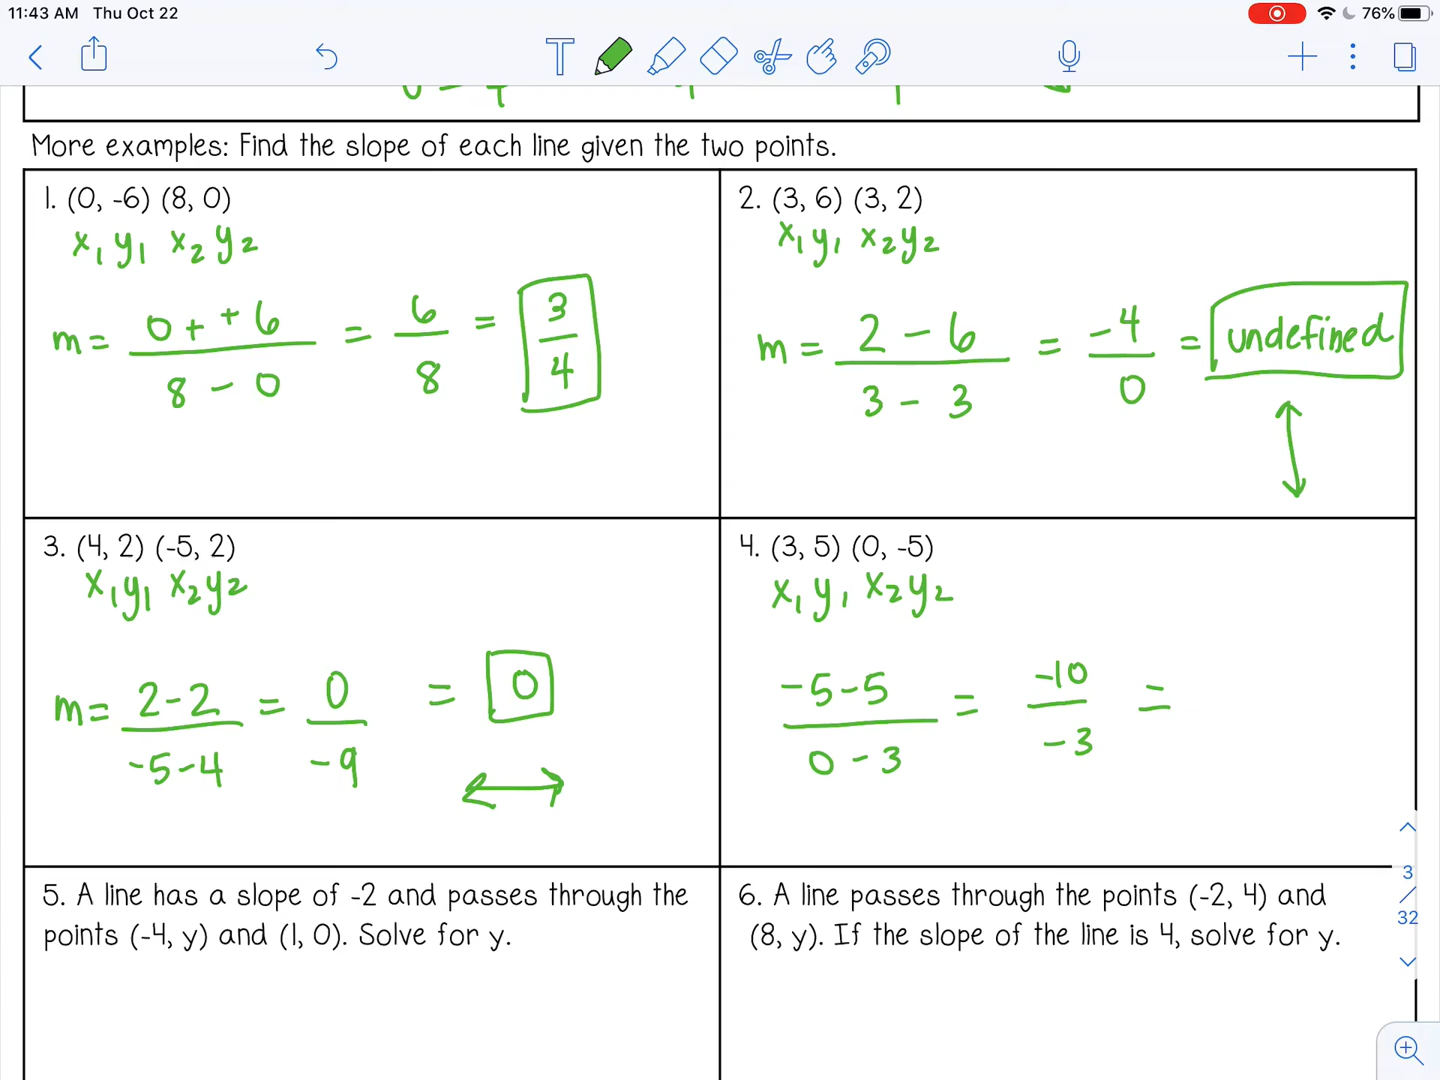 11:43 AM Thu Oct 22
76%
More examples: Find the slope of each line given the two points.
1. (0, -6) (8, 0)
x₁ y₁ x₂ y₂
m = 0 + +6 / 8 - 0 = 6 / 8 = 3 / 4
2. (3, 6) (3, 2)
x₁ y₁ x₂ y₂
m = 2 - 6 / 3 - 3 = -4 / 0 = undefined
3. (4, 2) (-5, 2)
x₁ y₁ x₂ y₂
m = 2 - 2 / -5 - 4 = 0 / -9 = 0
4. (3, 5) (0, -5)
x₁ y₁ x₂ y₂
-5 - 5 / 0 - 3 = -10 / -3 =
5. A line has a slope of -2 and passes through the
points (-4, y) and (1, 0). Solve for y.
6. A line passes through the points (-2, 4) and
(8, y). If the slope of the line is 4, solve for y.
3
/
32